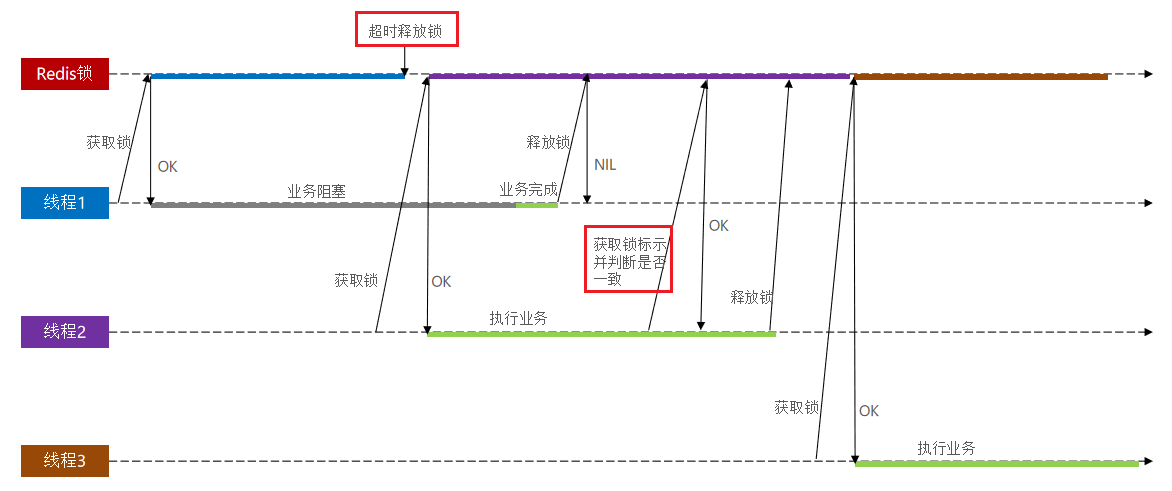 超时释放锁
Redis锁
获取锁
OK
释放锁
NIL
线程1
业务阻塞
业务完成
获取锁标示
并判断是否
一致
OK
获取锁
OK
释放锁
执行业务
线程2
获取锁
OK
执行业务
线程3